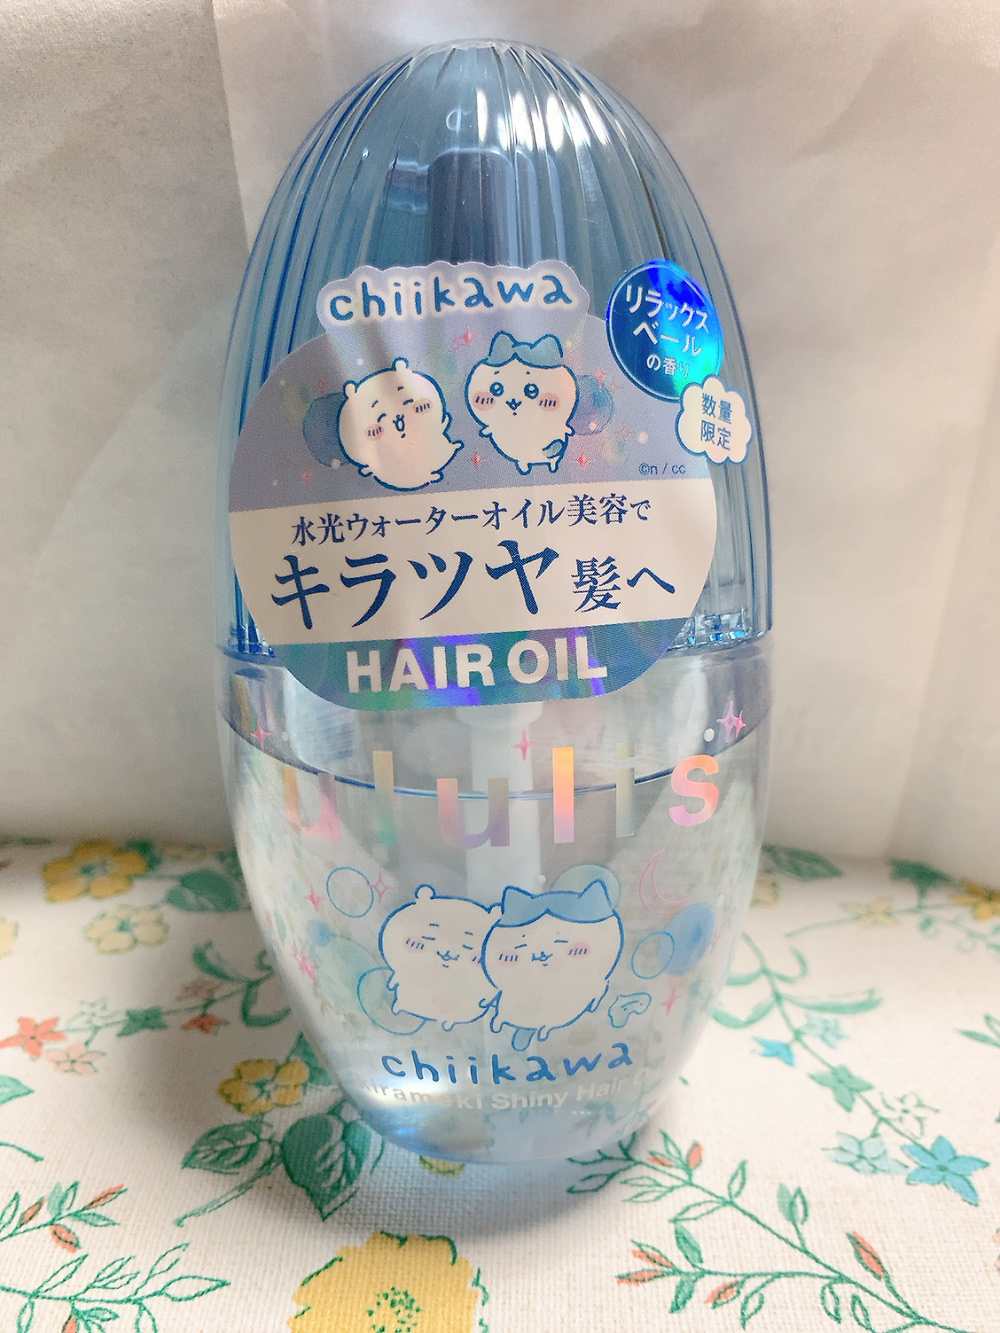 chiikawa
リラックス
ベール
の香り
数量
限定
©n / cc
水光ウォーターオイル美容で
キラツヤ髪へ
HAIR OIL
ululis
chiikawa
Kirameki Shiny Hair